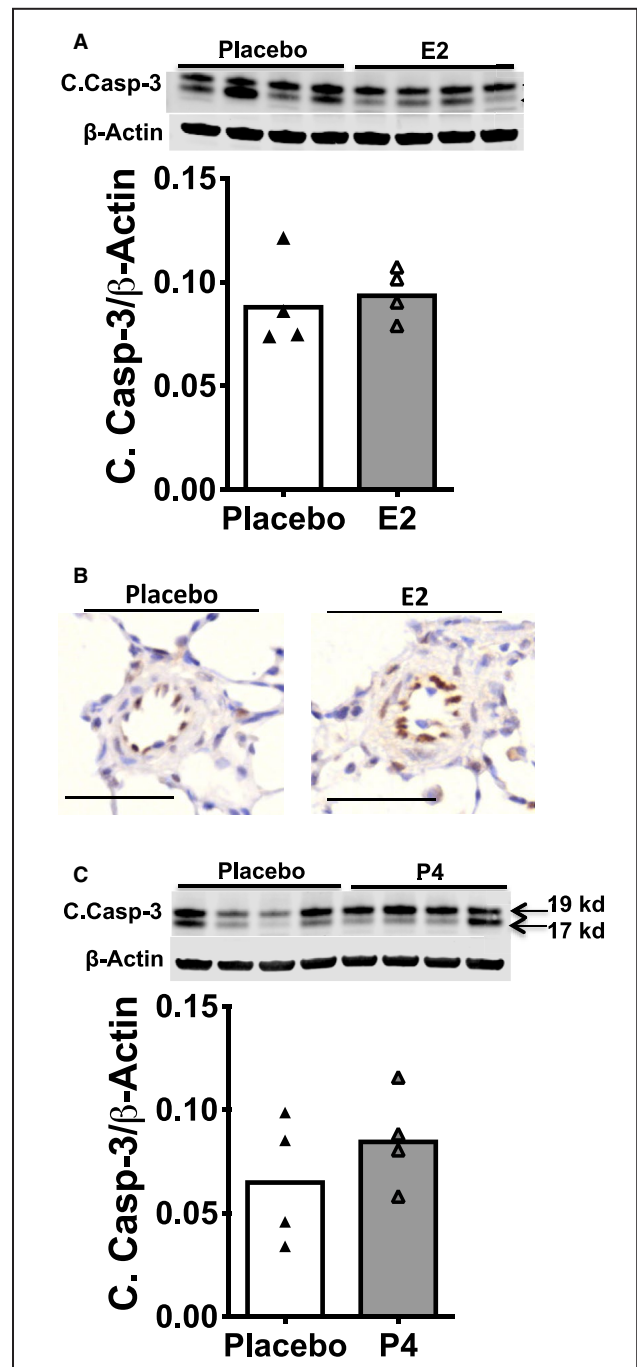 A
Placebo E2
C.Casp-3
β-Actin
C. Casp-3/β-Actin
0.15
0.10
0.05
0.00
Placebo E2
B
Placebo E2
C
Placebo P4
C.Casp-3 19 kd
17 kd
β-Actin
C. Casp-3/β-Actin
0.15
0.10
0.05
0.00
Placebo P4